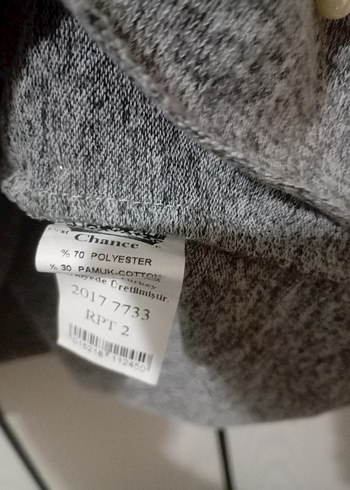 Chance
% 70 POLYESTER
% 30 PAMUK-COTTON
Üretilmiştir.
2017 7733
RPT 2